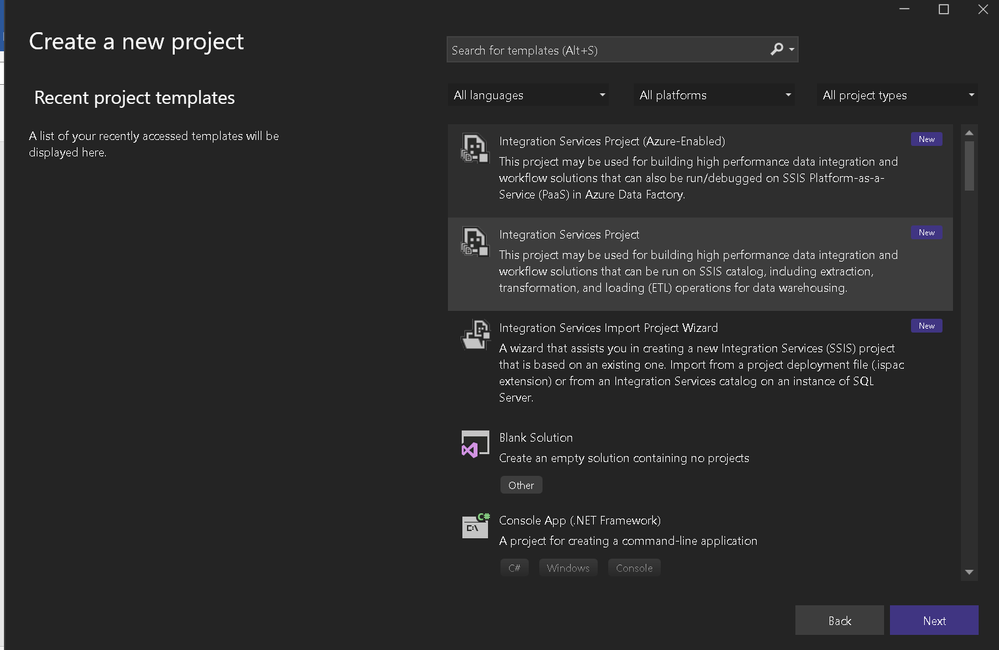 Create a new project
Search for templates (Alt+S)
Recent project templates
All languages
All platforms
All project types
A list of your recently accessed templates will be
displayed here.
Integration Services Project (Azure-Enabled)
New
This project may be used for building high performance data integration and
workflow solutions that can also be run/debugged on SSIS Platform-as-a-
Service (PaaS) in Azure Data Factory.
Integration Services Project
New
This project may be used for building high performance data integration and
workflow solutions that can be run on SSIS catalog, including extraction,
transformation, and loading (ETL) operations for data warehousing.
Integration Services Import Project Wizard
New
A wizard that assists you in creating a new Integration Services (SSIS) project
that is based on an existing one. Import from a project deployment file (.ispac
extension) or from an Integration Services catalog on an instance of SQL
Server.
Blank Solution
Create an empty solution containing no projects
Other
C#
C:\
Console App (.NET Framework)
A project for creating a command-line application
C#
Windows
Console
Back
Next